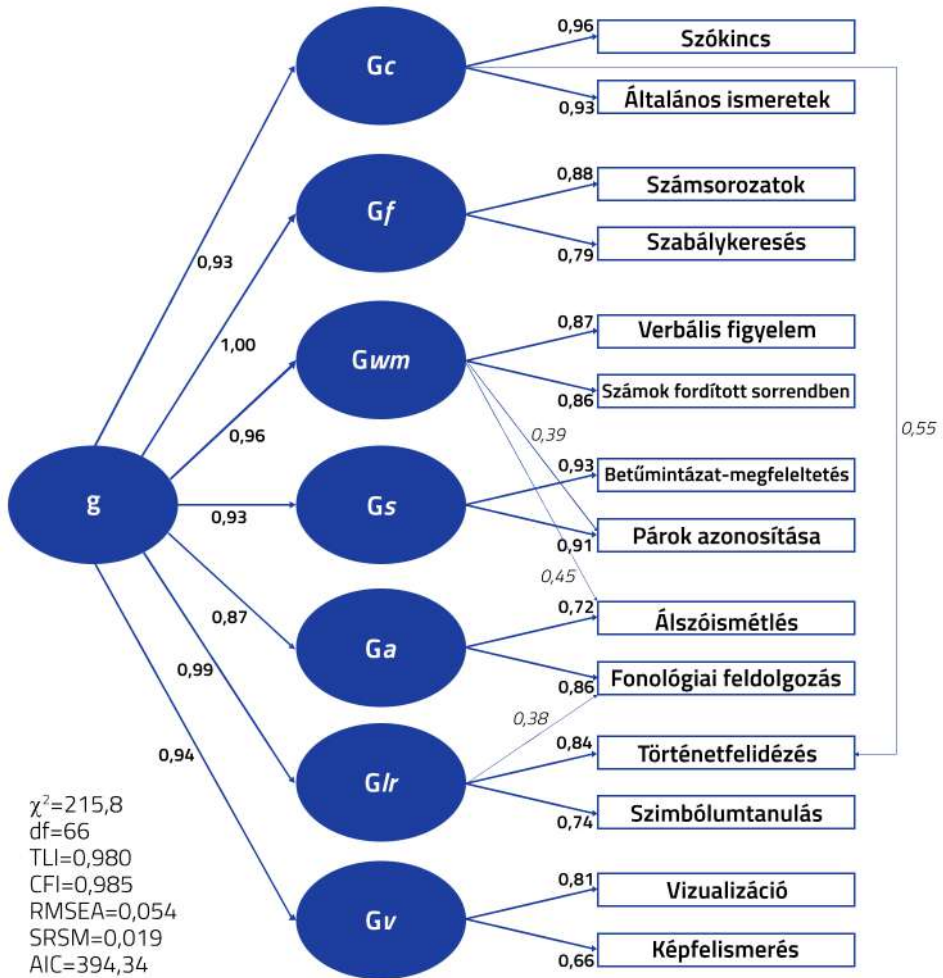 0,96
Szókincs
Gc
0,93
Általános ismeretek
0,88
Számsorozatok
Gf
0,79
Szabálykeresés
0,93
0,87
Verbális figyelem
1,00
Gwm
0,86
Számok fordított sorrendben
0,96
0,39
0,55
0,93
Betűmintázat-megfeleltetés
g
0,93
Gs
0,91
Párok azonosítása
0,45
0,87
0,72
Álszóismétlés
Ga
0,86
Fonológiai feldolgozás
0,99
0,38
0,94
0,84
Történetfelidézés
Glr
0,74
Szimbólumtanulás
χ²=215,8
df=66
TLI=0,980
CFI=0,985
RMSEA=0,054
SRSM=0,019
AIC=394,34
0,81
Vizualizáció
Gv
0,66
Képfelismerés